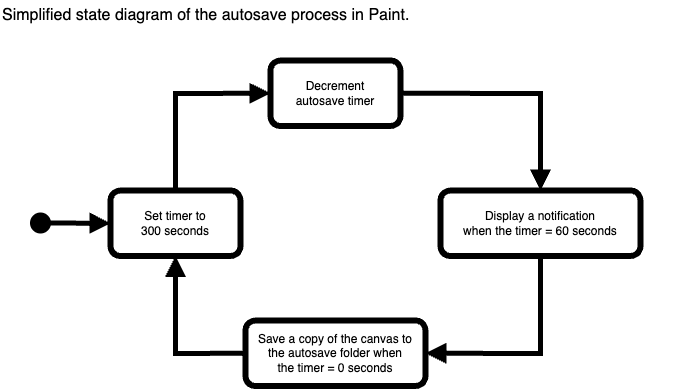 Simplified state diagram of the autosave process in Paint.
Decrement
autosave timer
Set timer to
300 seconds
Display a notification
when the timer = 60 seconds
Save a copy of the canvas to
the autosave folder when
the timer = 0 seconds